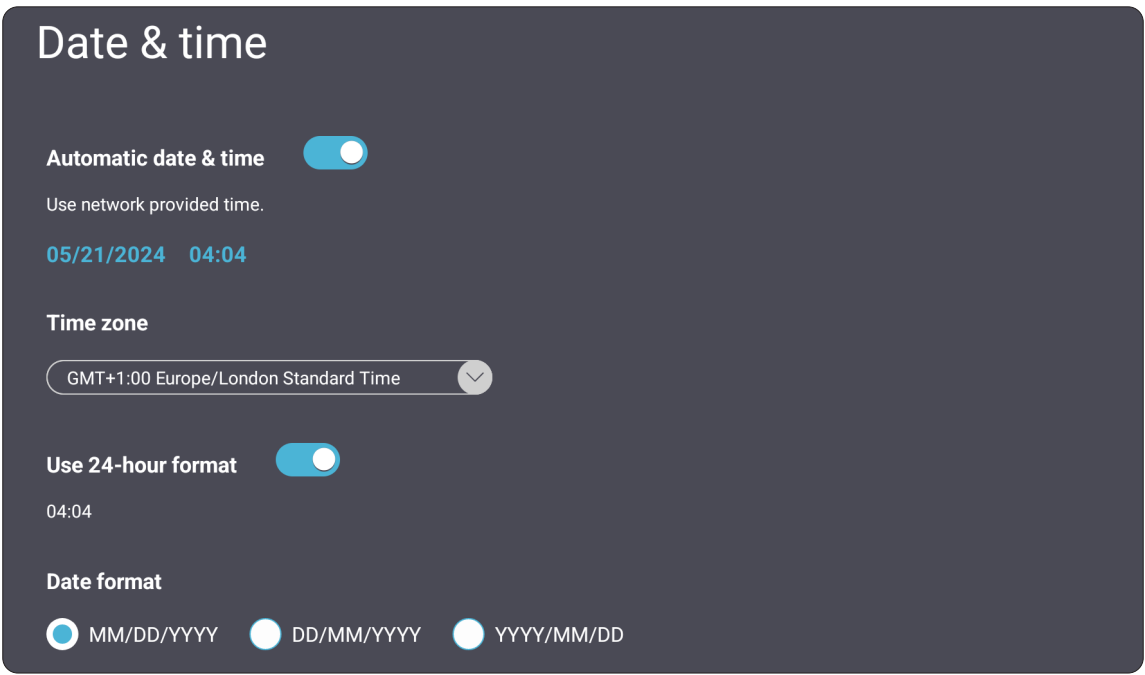 Date & time
Automatic date & time
Use network provided time.
05/21/2024 04:04
Time zone
GMT+1:00 Europe/London Standard Time
Use 24-hour format
04:04
Date format
MM/DD/YYYY DD/MM/YYYY YYYY/MM/DD